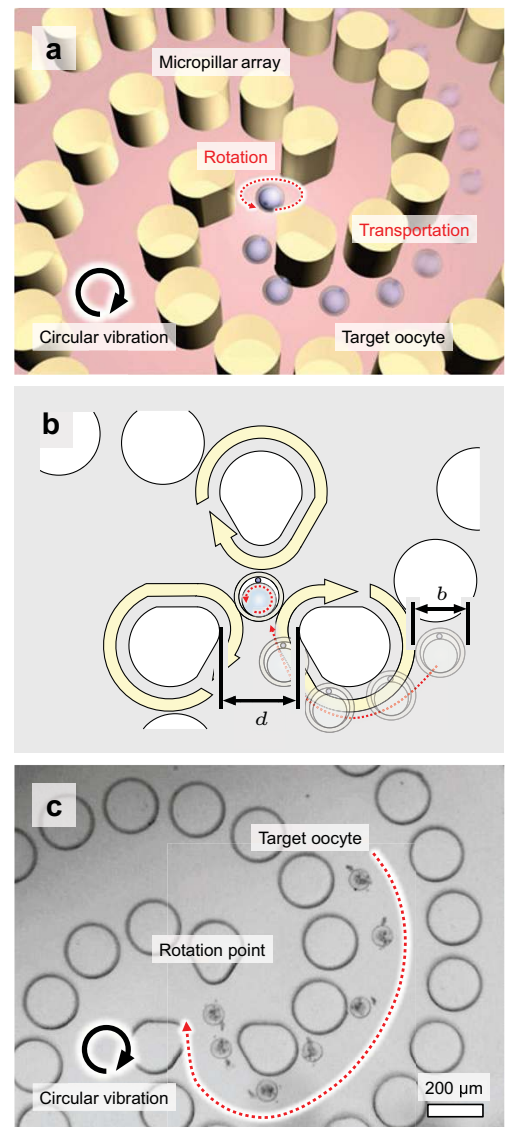 a
Micropillar array
Rotation
Transportation
Circular vibration
Target oocyte
b
b
d
c
Target oocyte
Rotation point
Circular vibration
200 μm